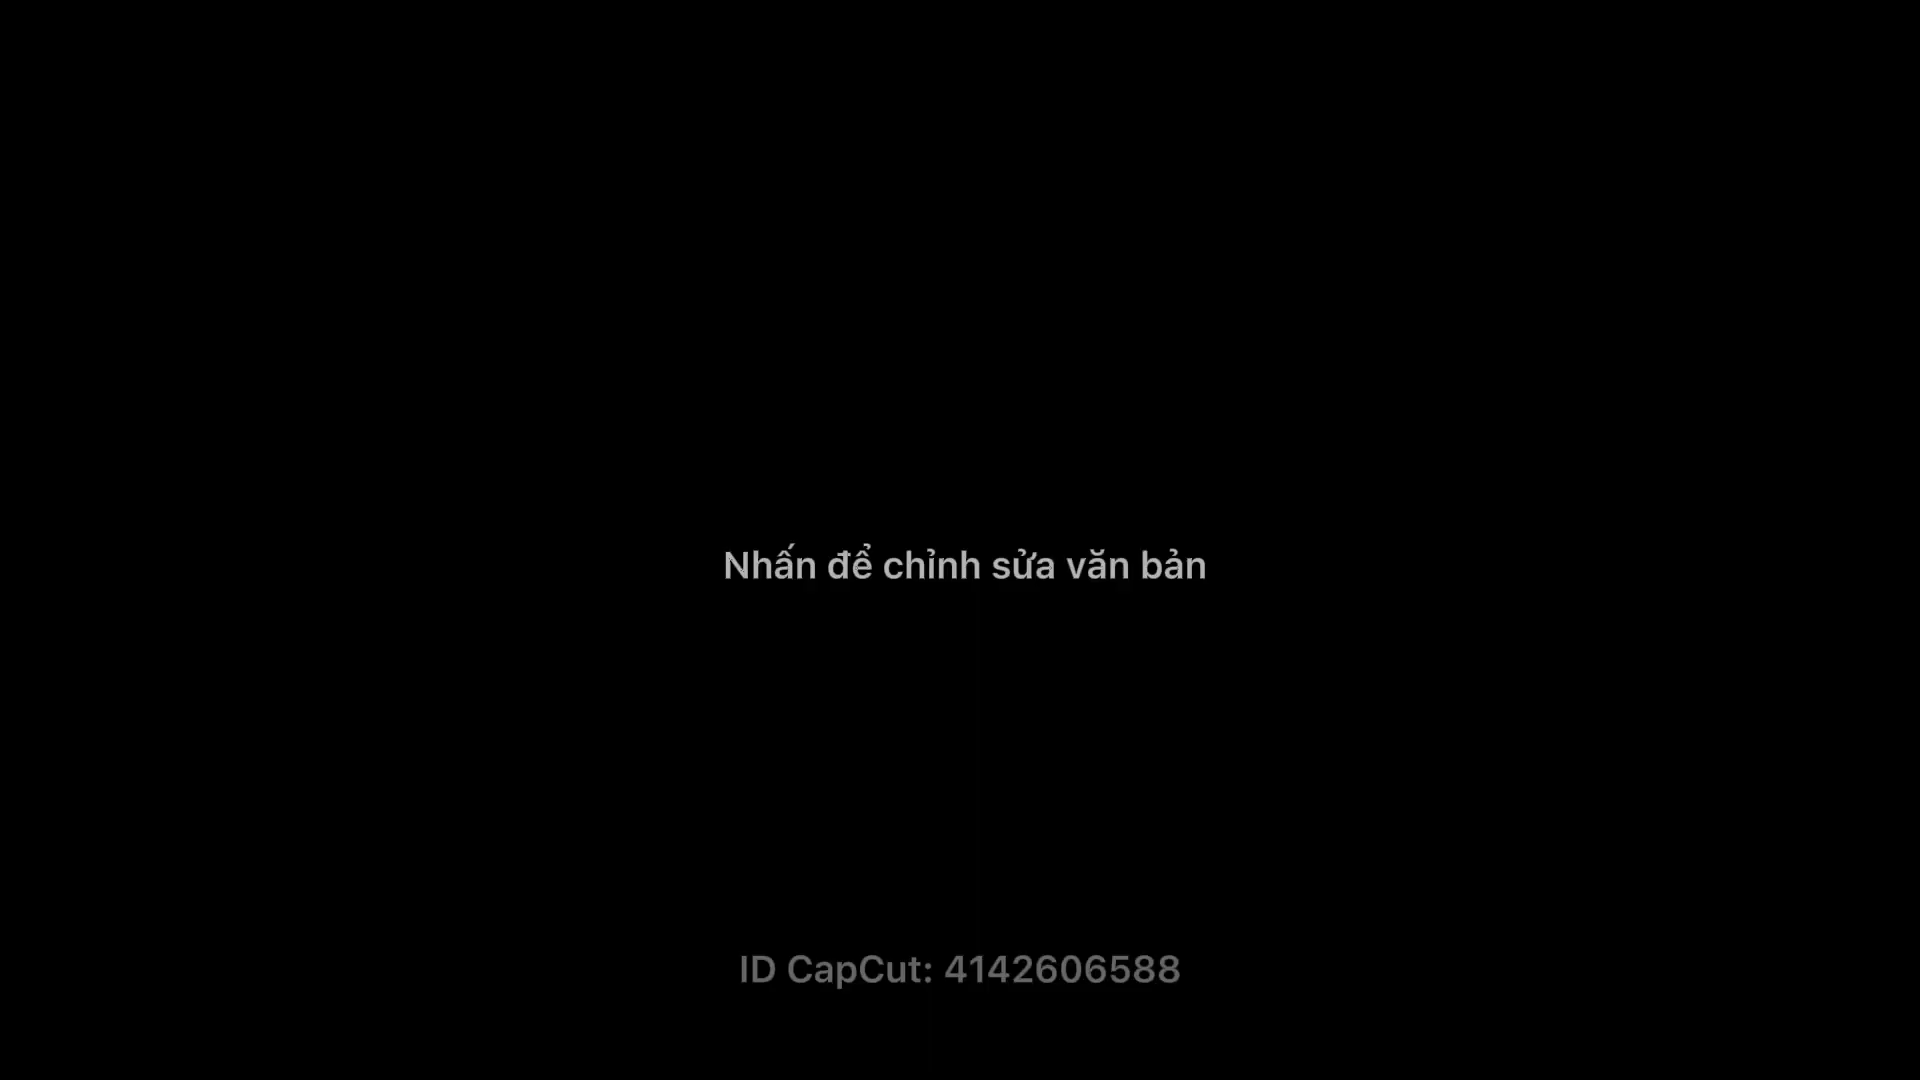 Nhấn để chỉnh sửa văn bản
ID CapCut: 4142606588